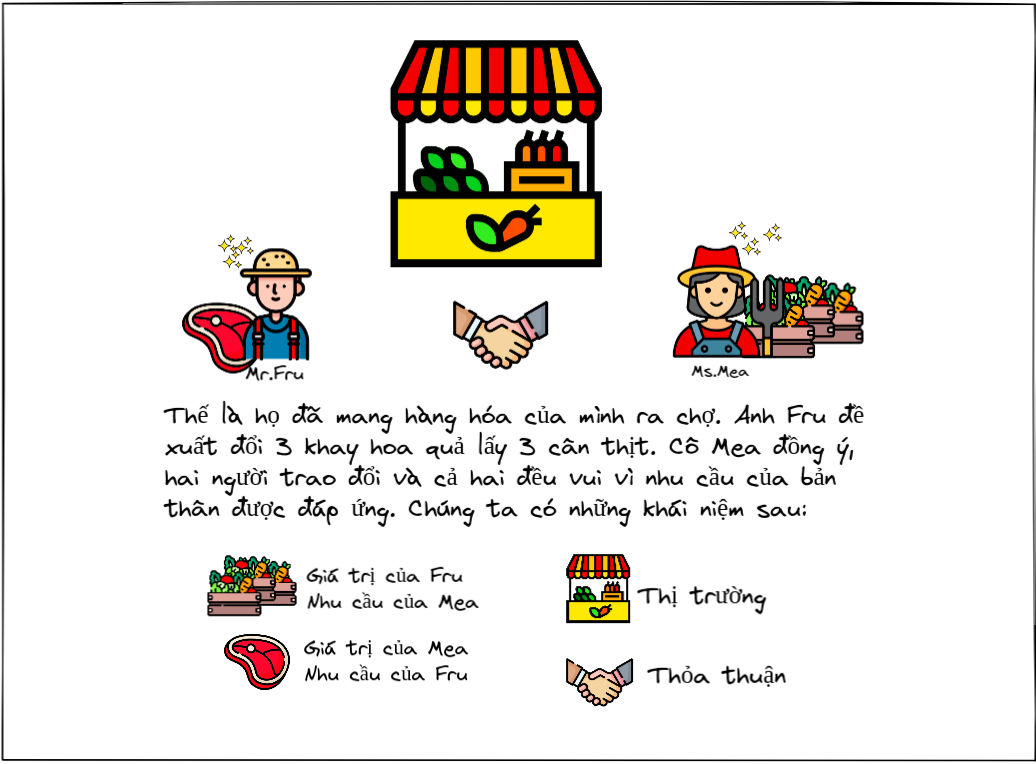 Mr.Fru
Ms.Mea
Thế là họ đã mang hàng hóa của mình ra chợ. Anh Fru đề
xuất đổi 3 khay hoa quả lấy 3 cân thịt. Cô Mea đồng ý,
hai người trao đổi và cả hai đều vui vì nhu cầu của bản
thân được đáp ứng. Chúng ta có những khái niệm sau:
Giá trị của Fru
Nhu cầu của Mea
Thị trường
Giá trị của Mea
Nhu cầu của Fru
Thỏa thuận